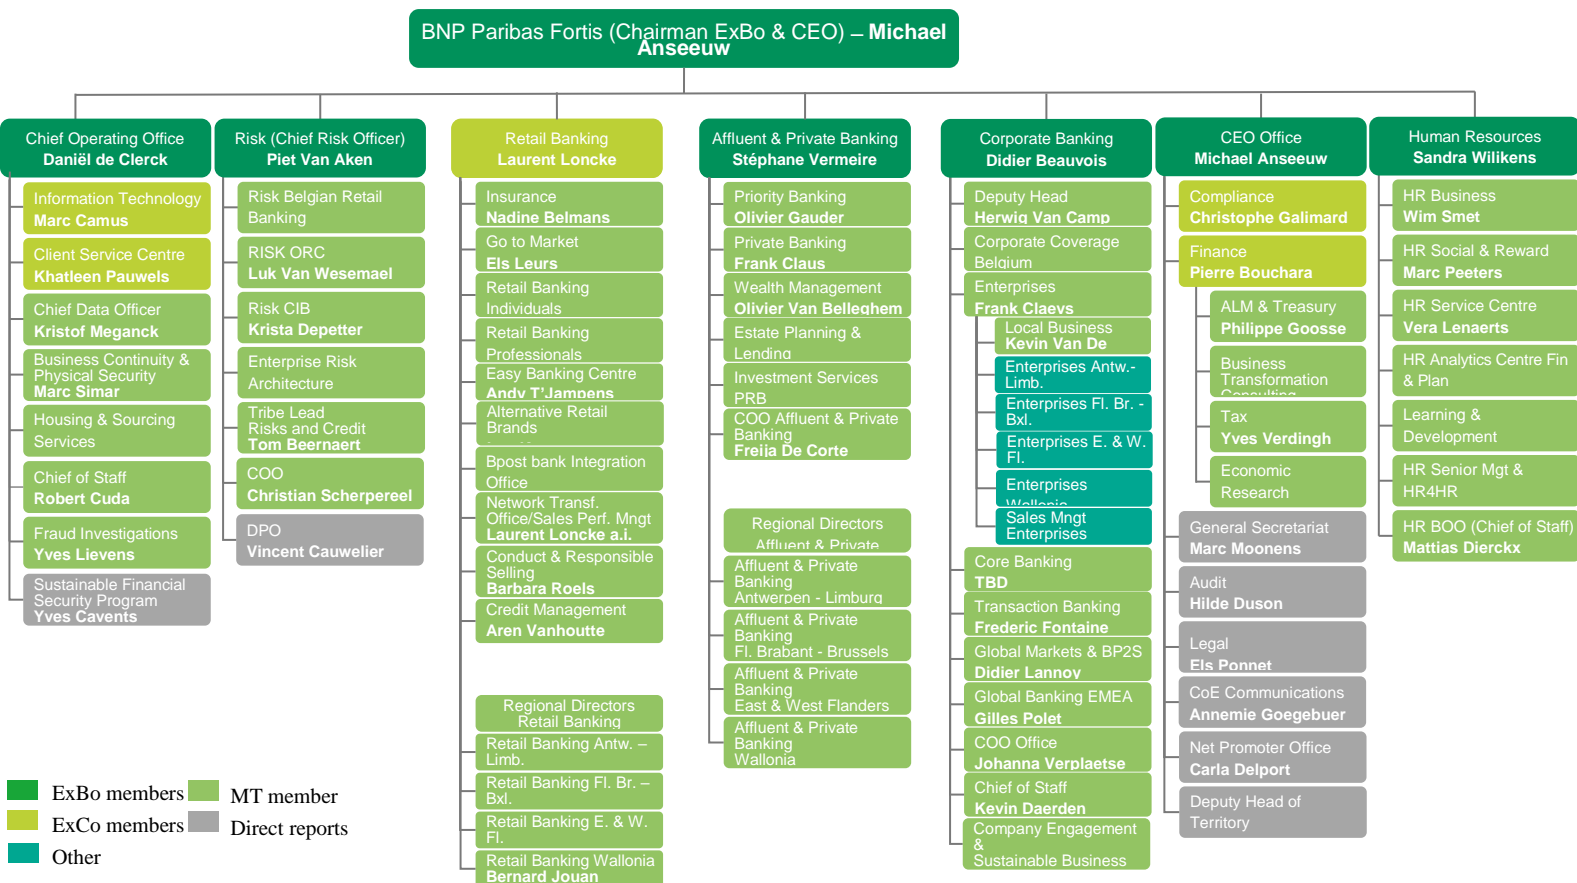 BNP Paribas Fortis (Chairman ExBo & CEO) – Michael
Anseeuw
Chief Operating Office
Daniël de Clerck
Information Technology
Marc Camus
Client Service Centre
Khatleen Pauwels
Chief Data Officer
Kristof Meganck
Business Continuity &
Physical Security
Marc Simar
Housing & Sourcing
Services
Chief of Staff
Robert Cuda
Fraud Investigations
Yves Lievens
Sustainable Financial
Security Program
Yves Cavents
Risk (Chief Risk Officer)
Piet Van Aken
Risk Belgian Retail
Banking
RISK ORC
Luk Van Wesemael
Risk CIB
Krista Depetter
Enterprise Risk
Architecture
Tribe Lead
Risks and Credit
Tom Beernaert
COO
Christian Scherpereel
DPO
Vincent Cauwelier
Retail Banking
Laurent Loncke
Insurance
Nadine Belmans
Go to Market
Els Leurs
Retail Banking
Individuals
Retail Banking
Professionals
Easy Banking Centre
Andy T'Jampens
Alternative Retail
Brands
Bpost bank Integration
Office
Network Transf.
Office/Sales Perf. Mngt
Laurent Loncke a.i.
Conduct & Responsible
Selling
Barbara Roels
Credit Management
Aren Vanhoutte
Regional Directors
Retail Banking
Retail Banking Antw. –
Limb.
Retail Banking Fl. Br. –
Bxl.
Retail Banking E. & W.
Fl.
Retail Banking Wallonia
Bernard Jouan
Affluent & Private Banking
Stéphane Vermeire
Priority Banking
Olivier Gauder
Private Banking
Frank Claus
Wealth Management
Olivier Van Belleghem
Estate Planning &
Lending
Investment Services
PRB
COO Affluent & Private
Banking
Freija De Corte
Regional Directors
Affluent & Private
Affluent & Private
Banking
Antwerpen - Limburg
Affluent & Private
Banking
Fl. Brabant - Brussels
Affluent & Private
Banking
East & West Flanders
Affluent & Private
Banking
Wallonia
Corporate Banking
Didier Beauvois
Deputy Head
Herwig Van Camp
Corporate Coverage
Belgium
Enterprises
Frank Claeys
Local Business
Kevin Van De
Enterprises Antw.-
Limb.
Enterprises Fl. Br. -
Bxl.
Enterprises E. & W.
Fl.
Enterprises
Wallonia
Sales Mngt
Enterprises
Core Banking
TBD
Transaction Banking
Frederic Fontaine
Global Markets & BP2S
Didier Lannoy
Global Banking EMEA
Gilles Polet
COO Office
Johanna Verplaetse
Chief of Staff
Kevin Daerden
Company Engagement
&
Sustainable Business
CEO Office
Michael Anseeuw
Compliance
Christophe Galimard
Finance
Pierre Bouchara
ALM & Treasury
Philippe Goosse
Business
Transformation
Consulting
Tax
Yves Verdingh
Economic
Research
General Secretariat
Marc Moonens
Audit
Hilde Duson
Legal
Els Ponnet
CoE Communications
Annemie Goegebuer
Net Promoter Office
Carla Delport
Deputy Head of
Territory
Human Resources
Sandra Wilikens
HR Business
Wim Smet
HR Social & Reward
Marc Peeters
HR Service Centre
Vera Lenaerts
HR Analytics Centre Fin
& Plan
Learning &
Development
HR Senior Mgt &
HR4HR
HR BOO (Chief of Staff)
Mattias Dierckx
ExBo members
MT member
ExCo members
Direct reports
Other